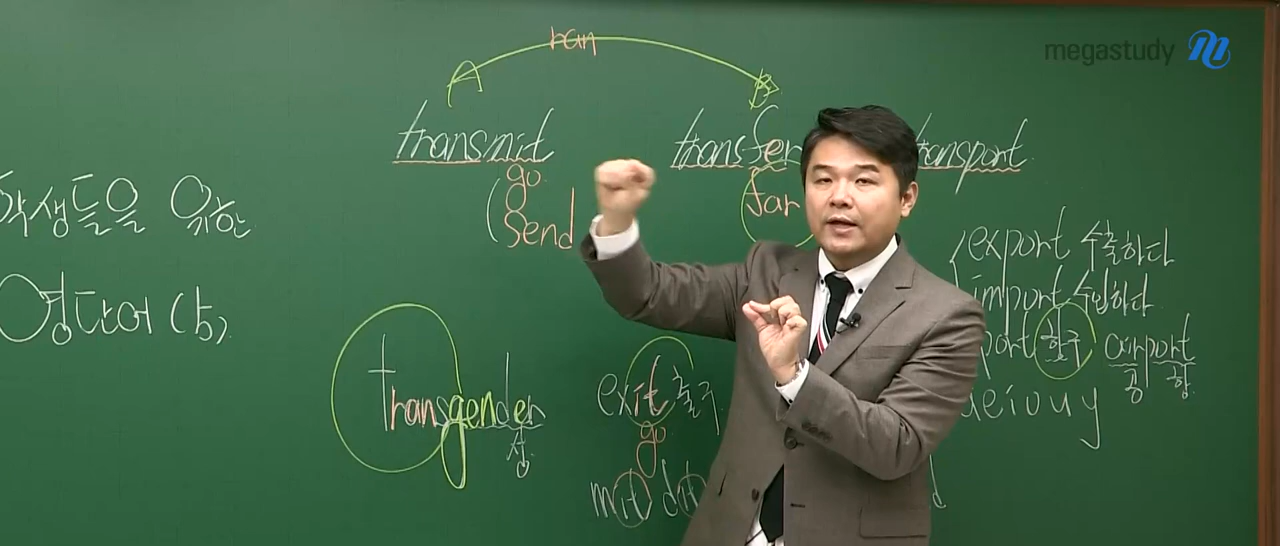 megastudy
ran
A B
transmit transfer transport
go
send
far
학생들을 위한
영단어 (5)
export 수출하다
import 수입하다
port 항구 airport
공 항
aeiouy
transgender
성
exit 출구
go
mit dit